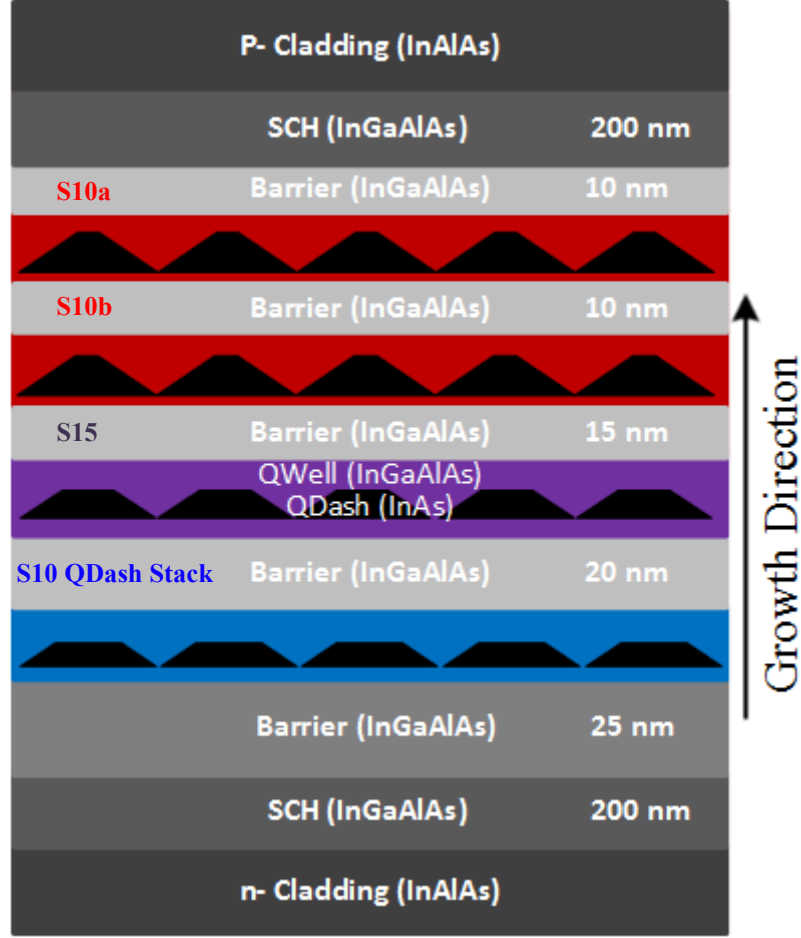 P- Cladding (InAlAs)
SCH (InGaAlAs) 200 nm
S10a Barrier (InGaAlAs) 10 nm
S10b Barrier (InGaAlAs) 10 nm
S15 Barrier (InGaAlAs) 15 nm
QWell (InGaAlAs)
QDash (InAs)
S10 QDash Stack Barrier (InGaAlAs) 20 nm
Barrier (InGaAlAs) 25 nm
SCH (InGaAlAs) 200 nm
n- Cladding (InAlAs)
Growth Direction